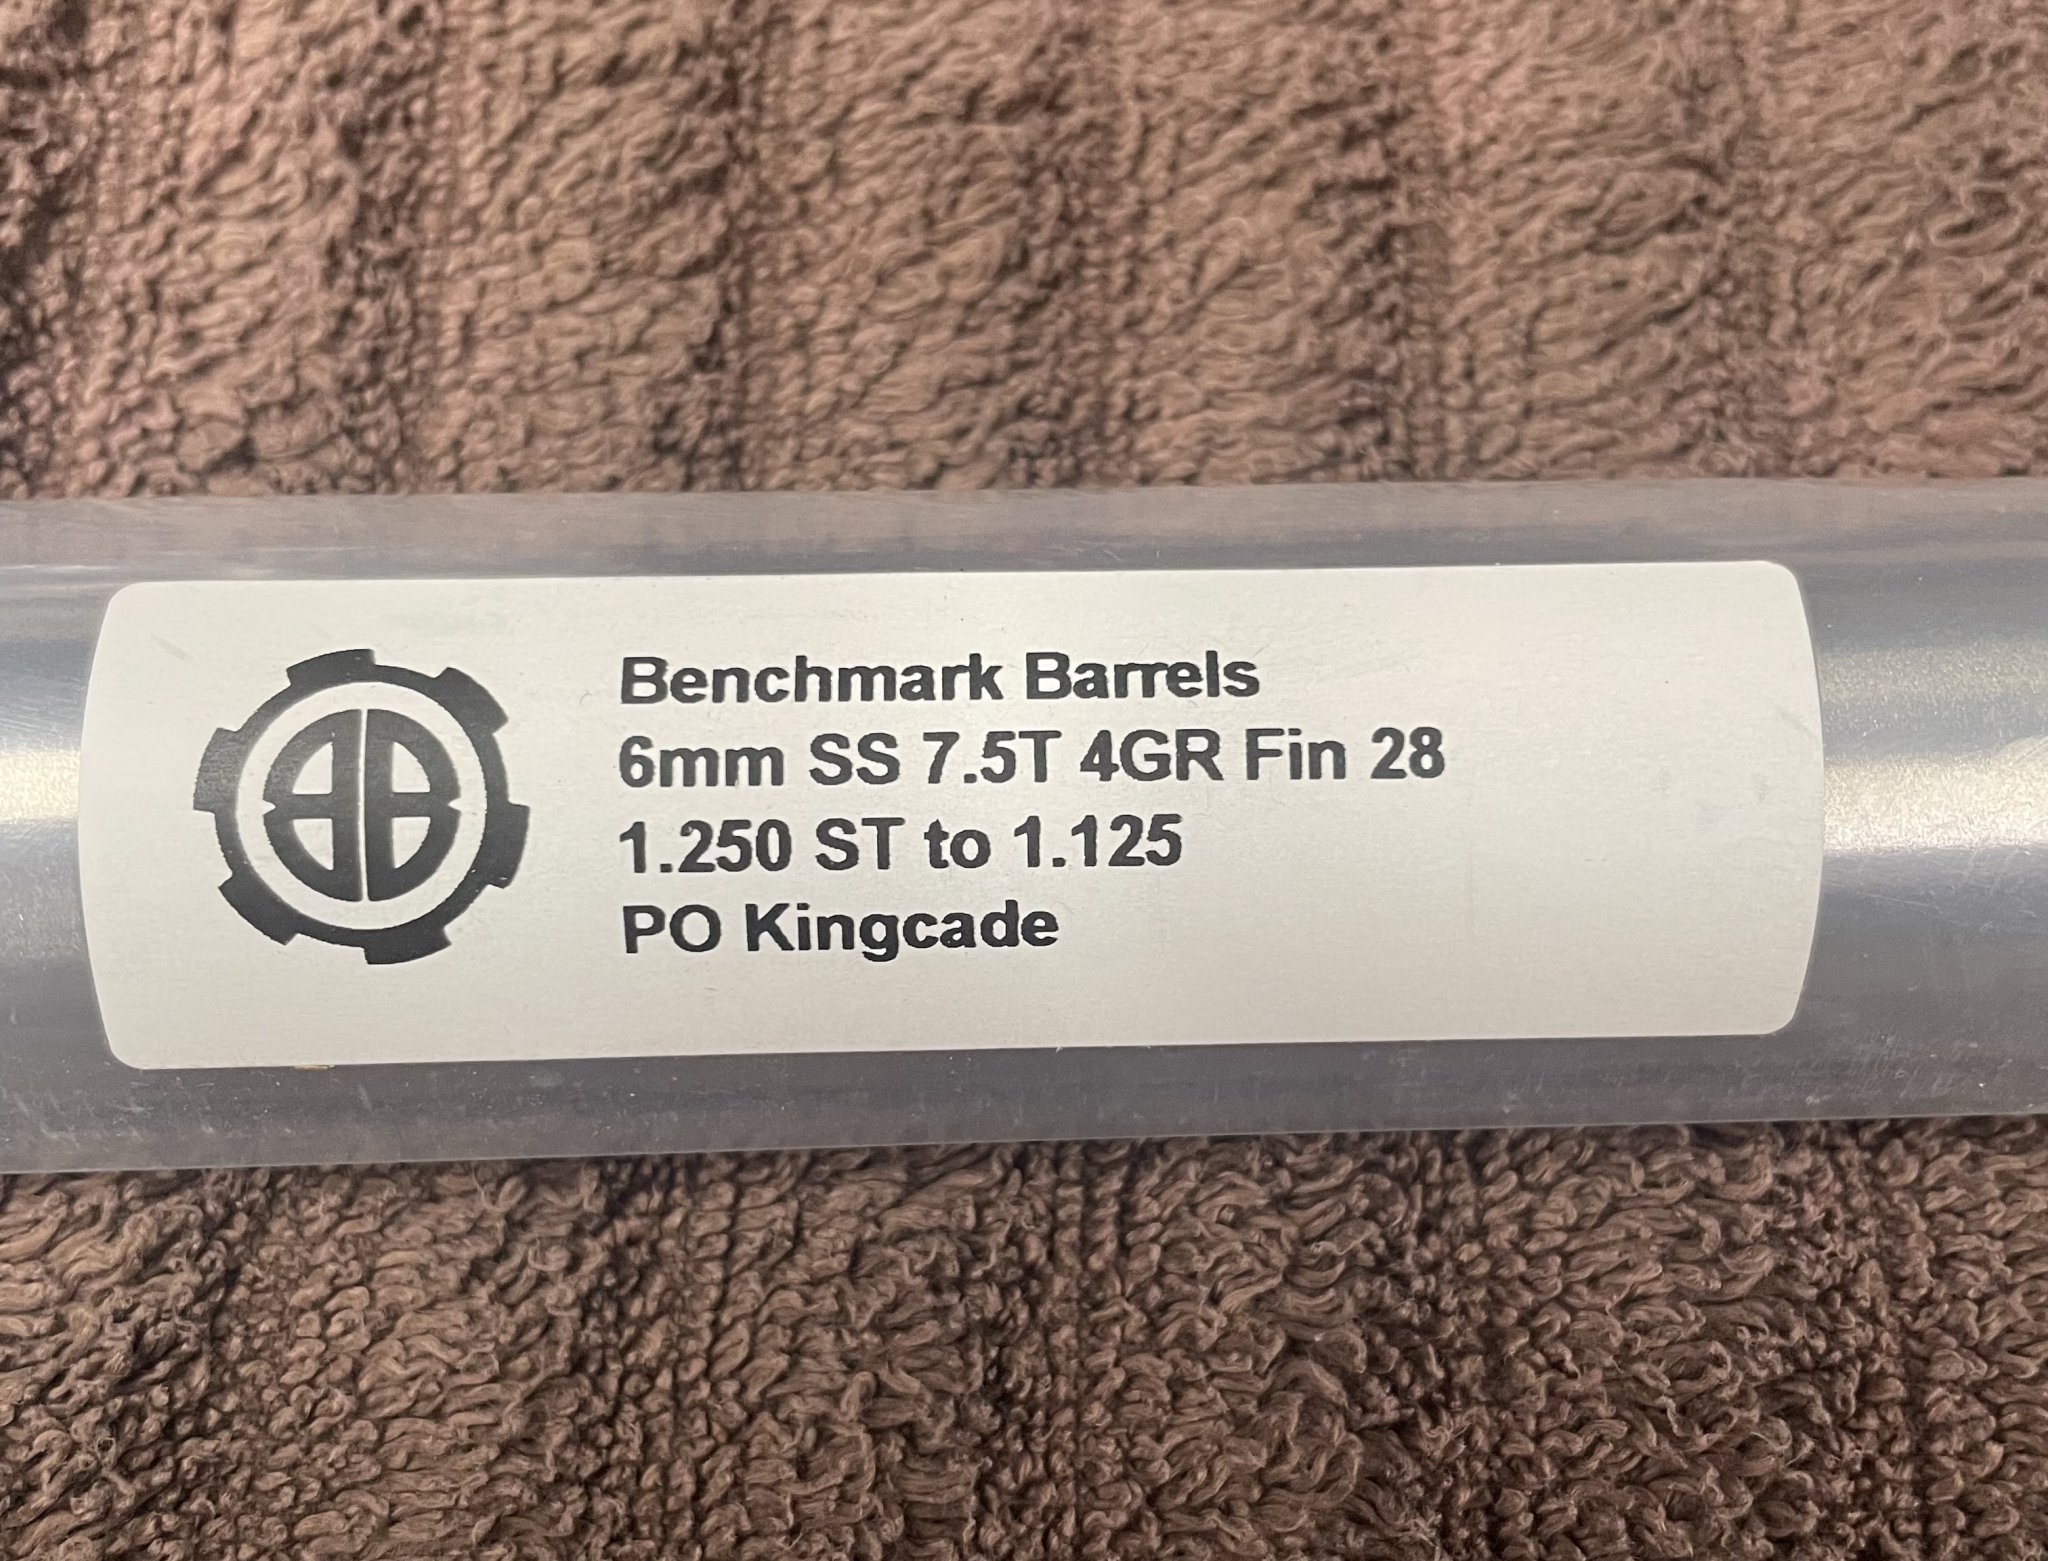 Benchmark Barrels
6mm SS 7.5T 4GR Fin 28
1.250 ST to 1.125
PO Kingcade